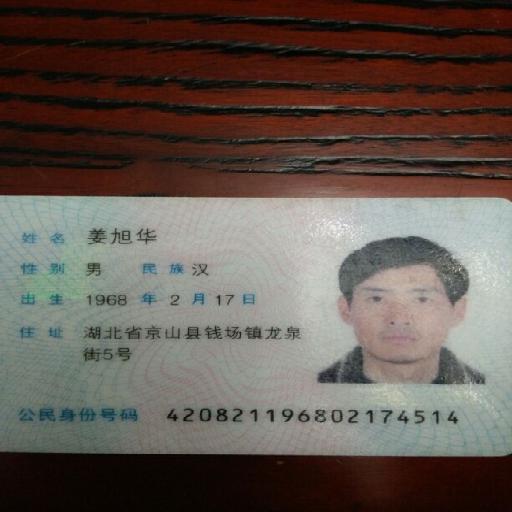 姓名 姜旭华
性别 男 民族 汉
出生 1968 年 2 月 17 日
住址 湖北省京山县钱场镇龙泉
街5号
公民身份号码 420821196802174514